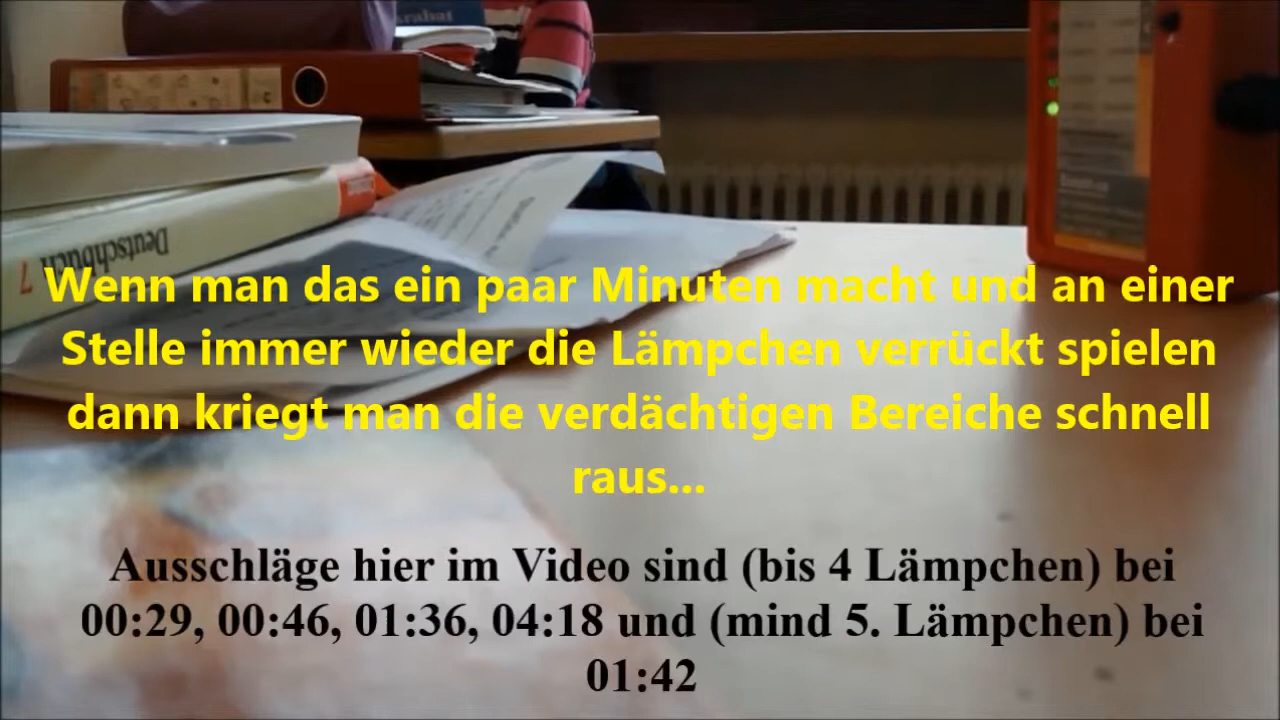 srabat
Deutschbuch 7
Wenn man das ein paar Minuten macht und an einer
Stelle immer wieder die Lämpchen verrückt spielen
dann kriegt man die verdächtigen Bereiche schnell
raus...
Ausschläge hier im Video sind (bis 4 Lämpchen) bei
00:29, 00:46, 01:36, 04:18 und (mind 5. Lämpchen) bei
01:42